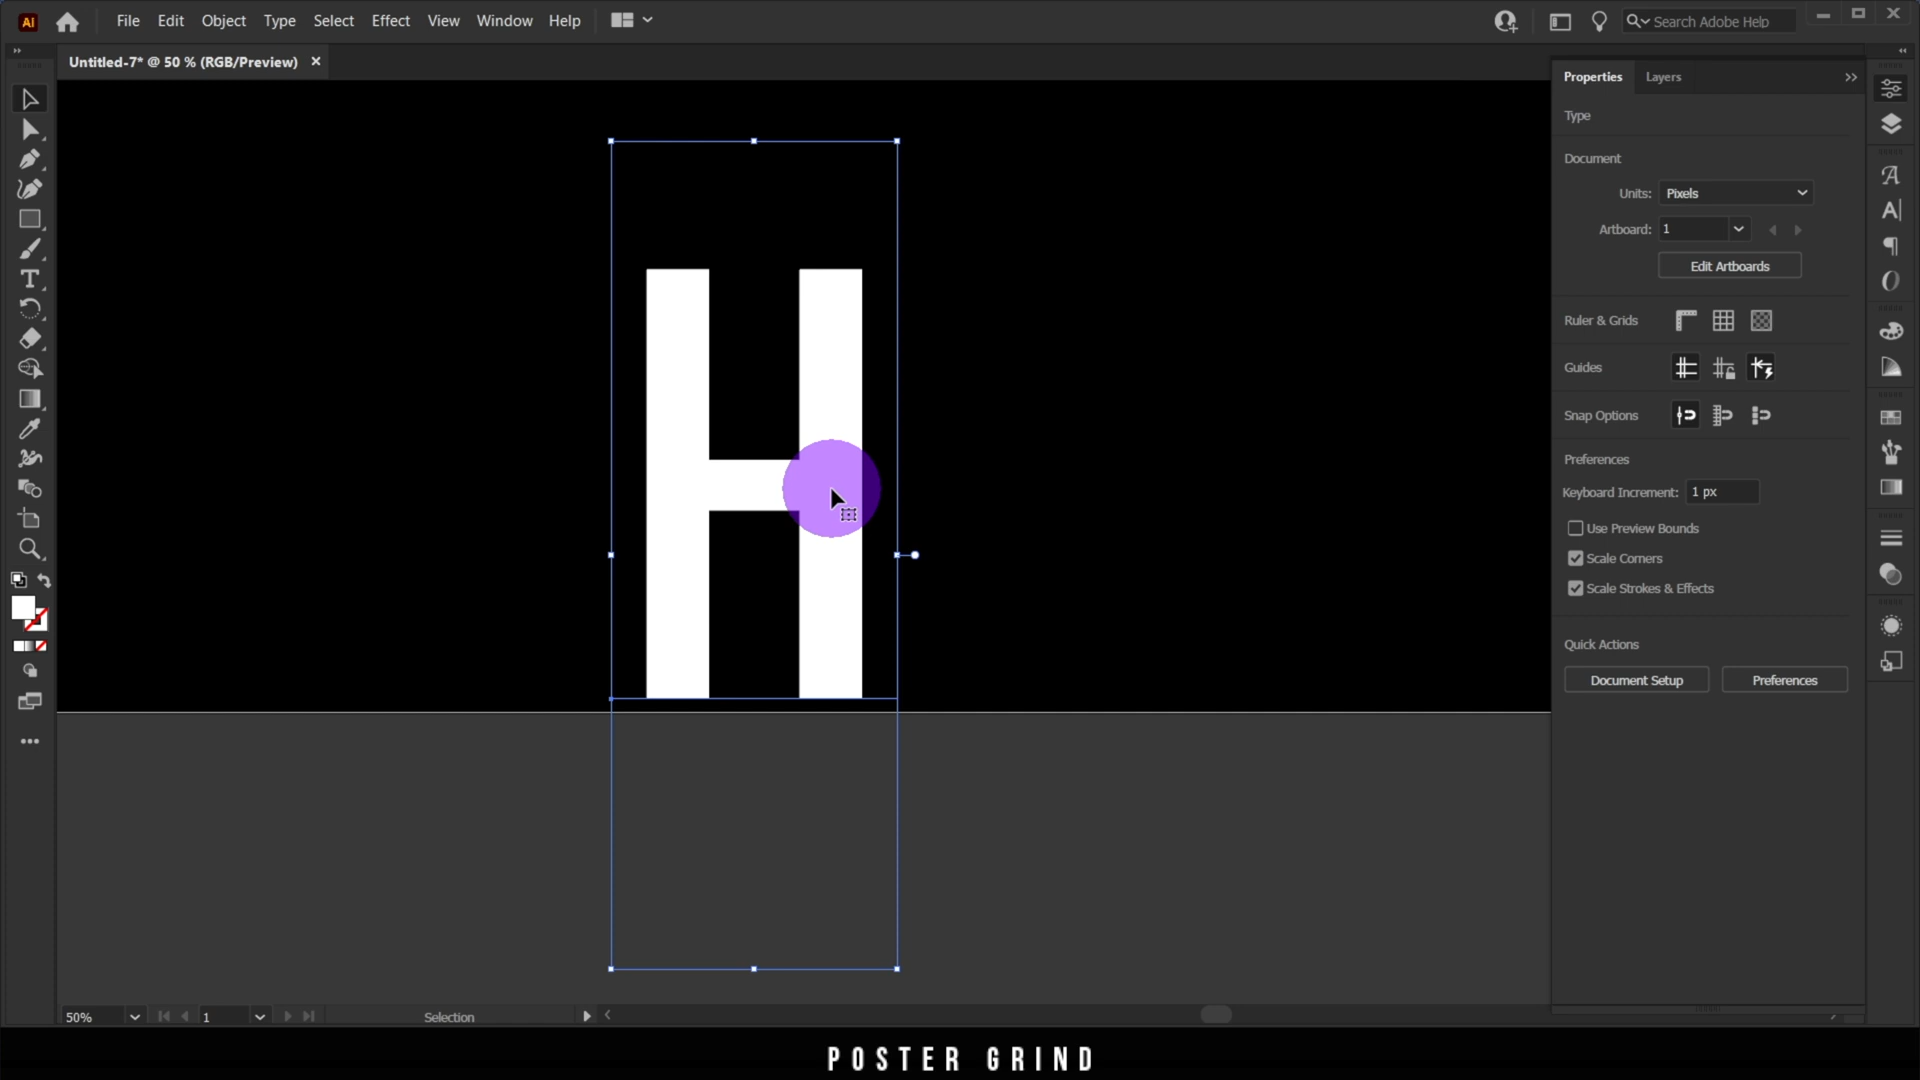 Ai File Edit Object Type Select Effect View Window Help Search Adobe Help
Untitled-7* @ 50 % (RGB/Preview) ×
Properties Layers
Type
Document
Units: Pixels
Artboard: 1
Edit Artboards
Ruler & Grids
Guides
Snap Options
Preferences
Keyboard Increment: 1 px
Use Preview Bounds
Scale Corners
Scale Strokes & Effects
Quick Actions
Document Setup Preferences
H
50% 1 Selection
POSTER GRIND